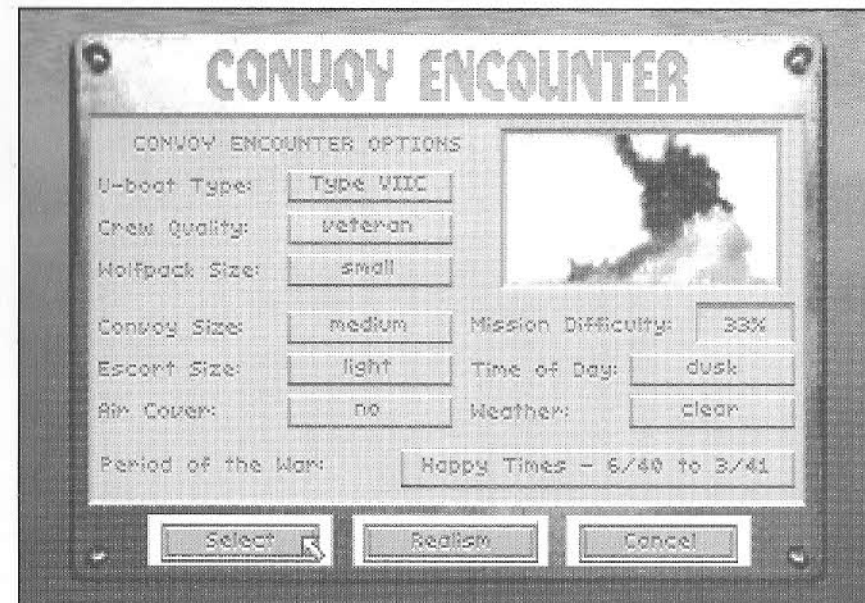 CONVOY ENCOUNTER
CONVOY ENCOUNTER OPTIONS
U-boat Type: Type VIIC
Crew Quality: veteran
Wolfpack Size: small
Convoy Size: medium
Mission Difficulty: 33%
Escort Size: light
Time of Day: dusk
Air Cover: no
Weather: clear
Period of the War: Happy Times - 6/40 to 3/41
Select
Realism
Cancel